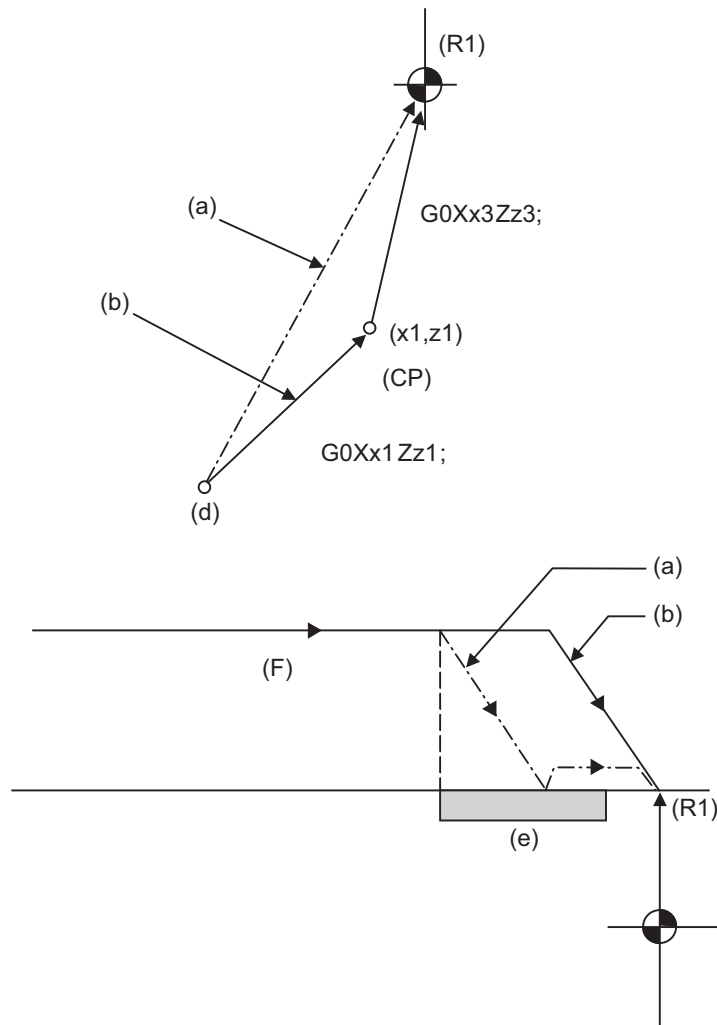 (R1)
(a)
G0Xx3Zz3;
(b)
(x1,z1)
(CP)
G0Xx1Zz1;
(d)
(a)
(b)
(F)
(R1)
(e)